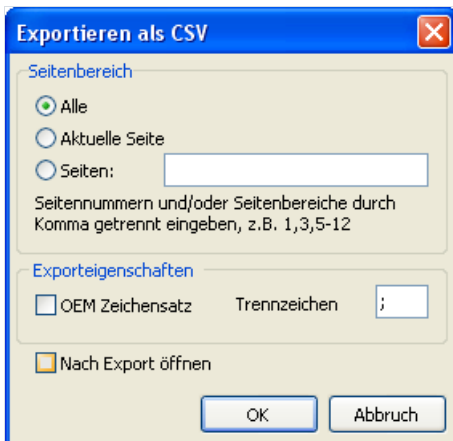 Exportieren als CSV
Seitenbereich
Alle
Aktuelle Seite
Seiten:
Seitennummern und/oder Seitenbereiche durch
Komma getrennt eingeben, z.B. 1,3,5-12
Exporteigenschaften
OEM Zeichensatz Trennzeichen ;
Nach Export öffnen
OK Abbruch